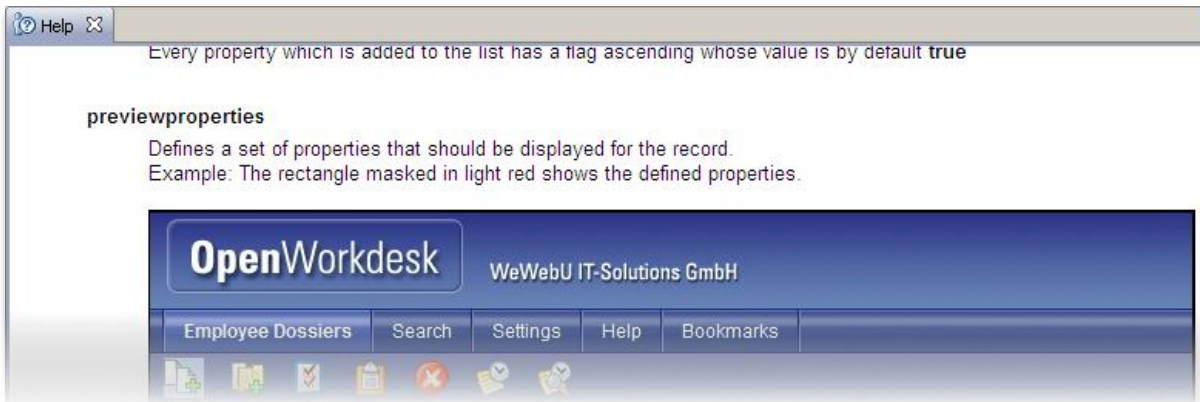 Help
Every property which is added to the list has a flag ascending whose value is by default true
previewproperties
Defines a set of properties that should be displayed for the record.
Example: The rectangle masked in light red shows the defined properties.
OpenWorkdesk
WeWebU IT-Solutions GmbH
Employee Dossiers Search Settings Help Bookmarks